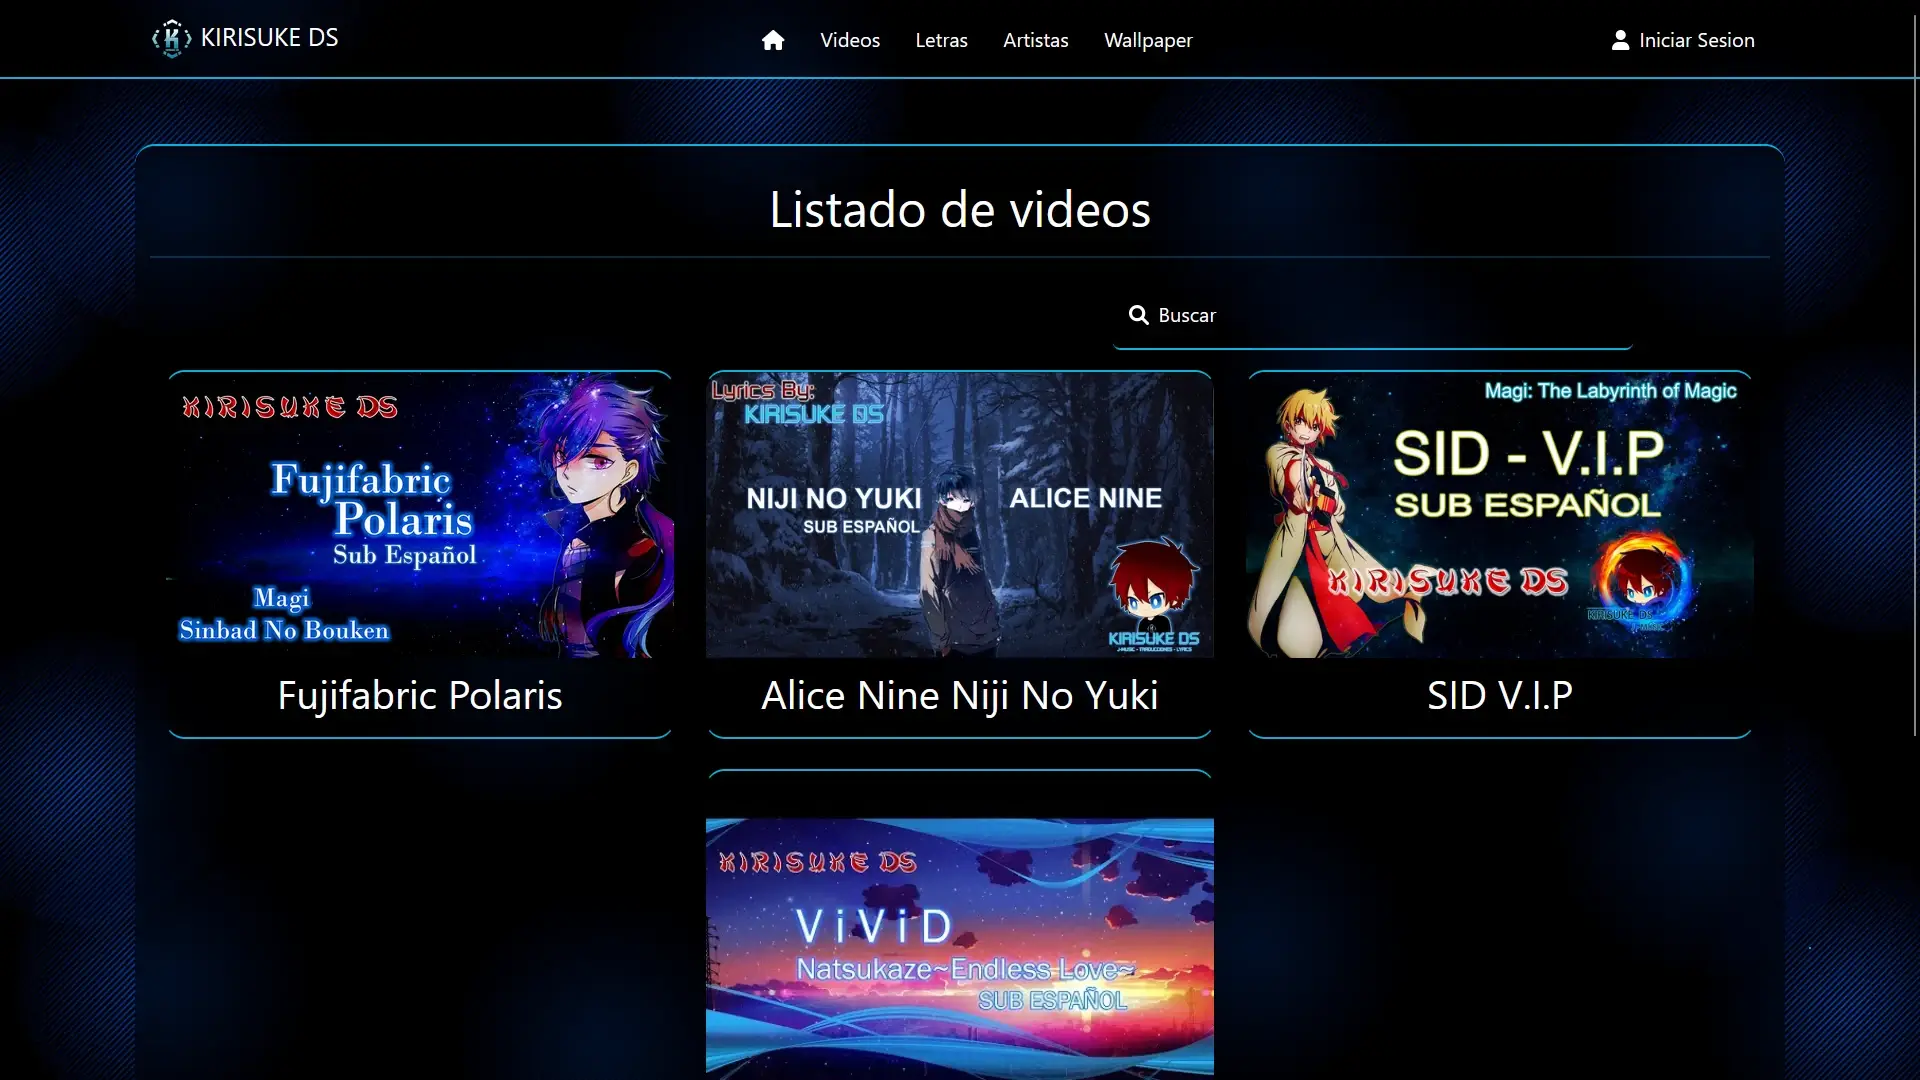 KIRISUKE DS
Videos
Letras
Artistas
Wallpaper
Iniciar Sesion
Listado de videos
Buscar
KIRISUKE DS
Fujifabric
Polaris
Sub Español
Magi
Sinbad No Bouken
Fujifabric Polaris
Lyrics By:
KIRISUKE DS
NIJI NO YUKI
ALICE NINE
SUB ESPAÑOL
KIRISUKE DS
J-MUSIC - TRADUCCIONES - LYRICS
Alice Nine Niji No Yuki
Magi: The Labyrinth of Magic
SID - V.I.P
SUB ESPAÑOL
KIRISUKE DS
KIRISUKE DS
SID V.I.P
KIRISUKE DS
ViViD
Natsukaze~Endless Love~
SUB ESPAÑOL